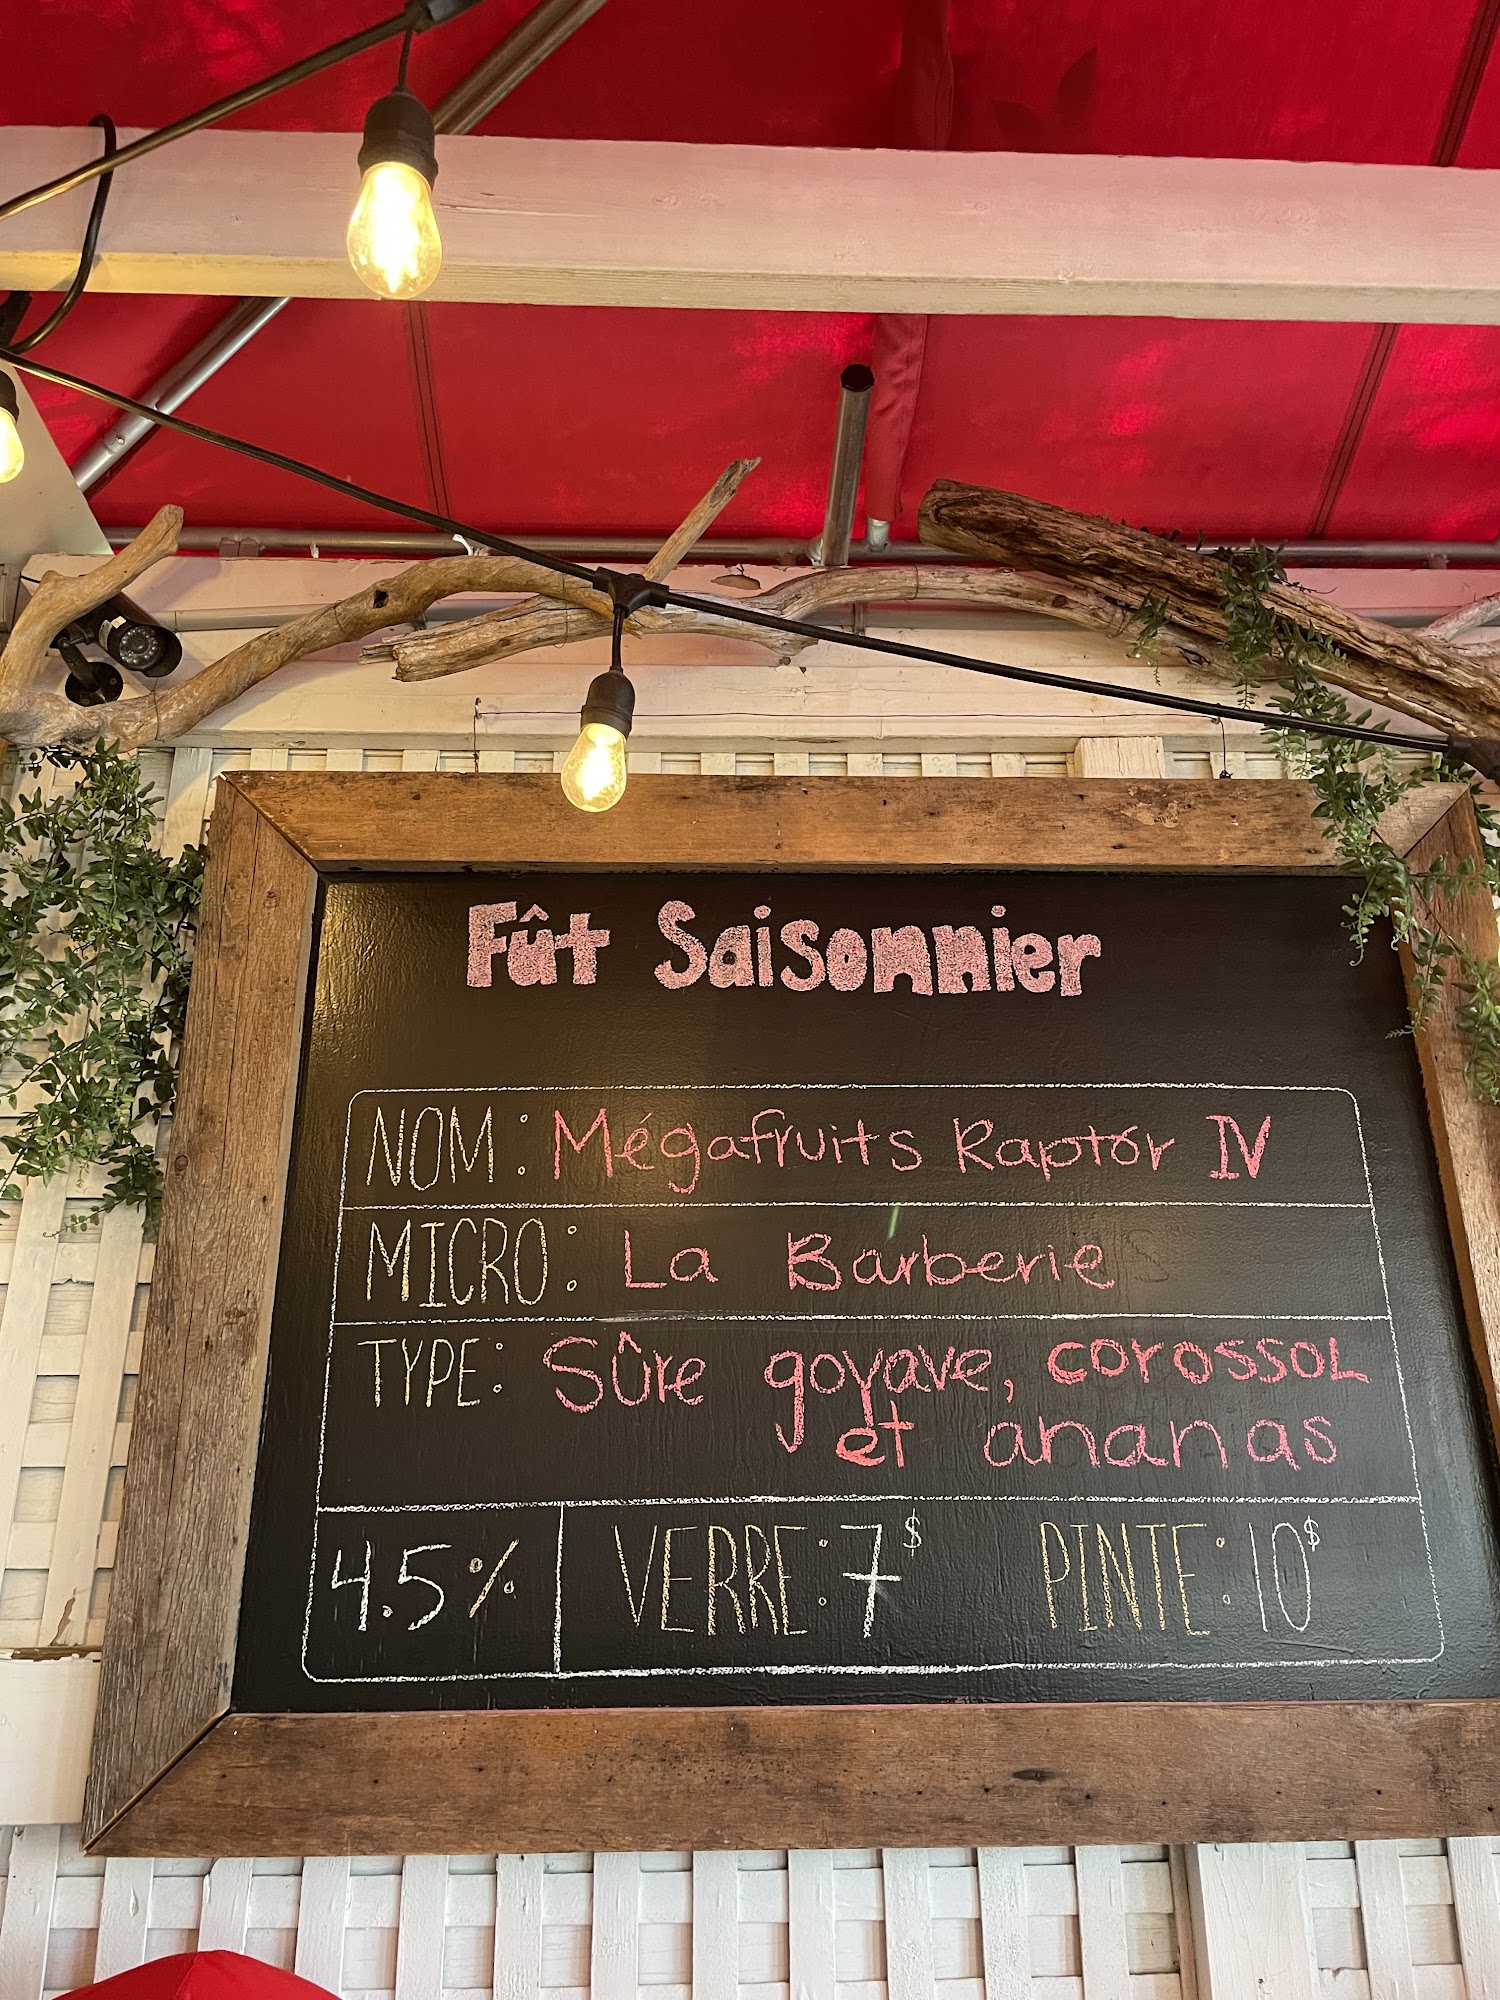 Fût Saisonnier
NOM: Mégafruits Raptor IV
MICRO: La Barberie
TYPE: Sûre goyave, corossol
et ananas
4.5% VERRE: 7$ PINTE: 10$